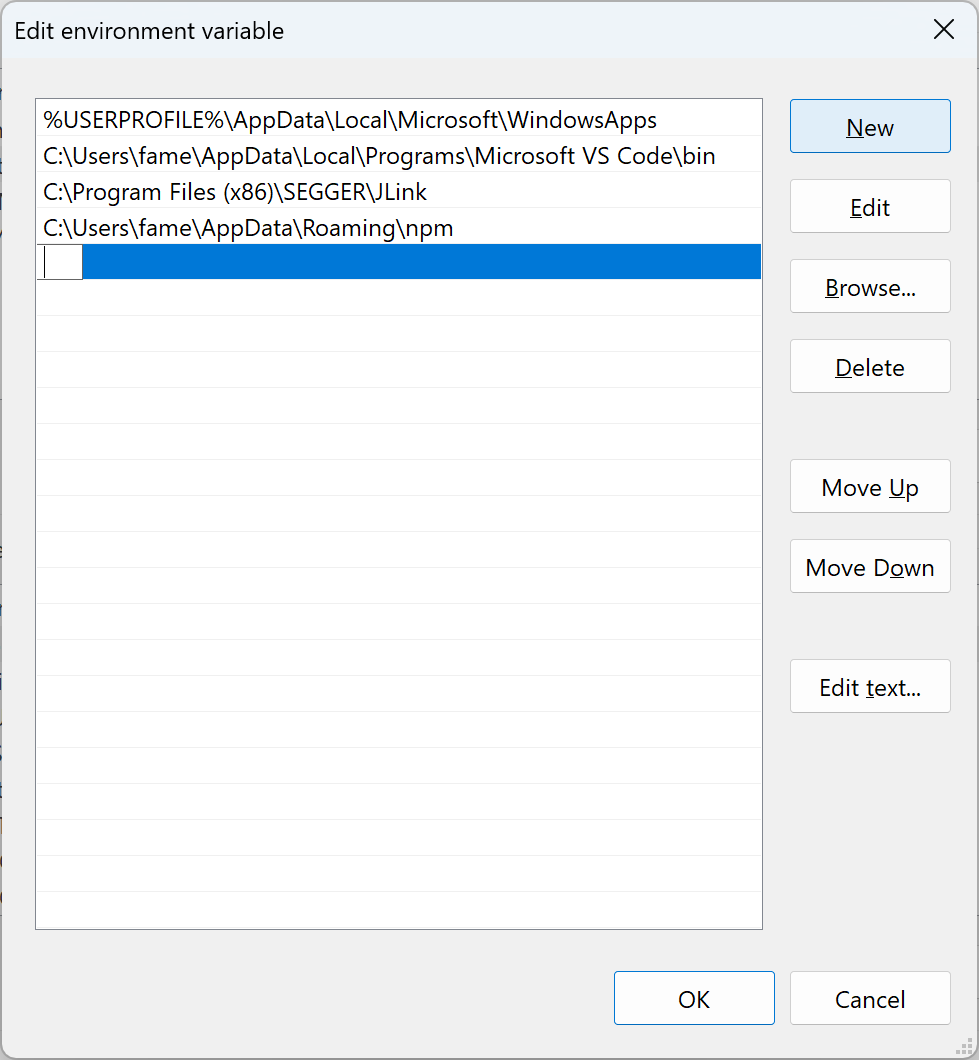 Edit environment variable
%USERPROFILE%\AppData\Local\Microsoft\WindowsApps
C:\Users\fame\AppData\Local\Programs\Microsoft VS Code\bin
C:\Program Files (x86)\SEGGER\JLink
C:\Users\fame\AppData\Roaming\npm
New
Edit
Browse...
Delete
Move Up
Move Down
Edit text...
OK
Cancel